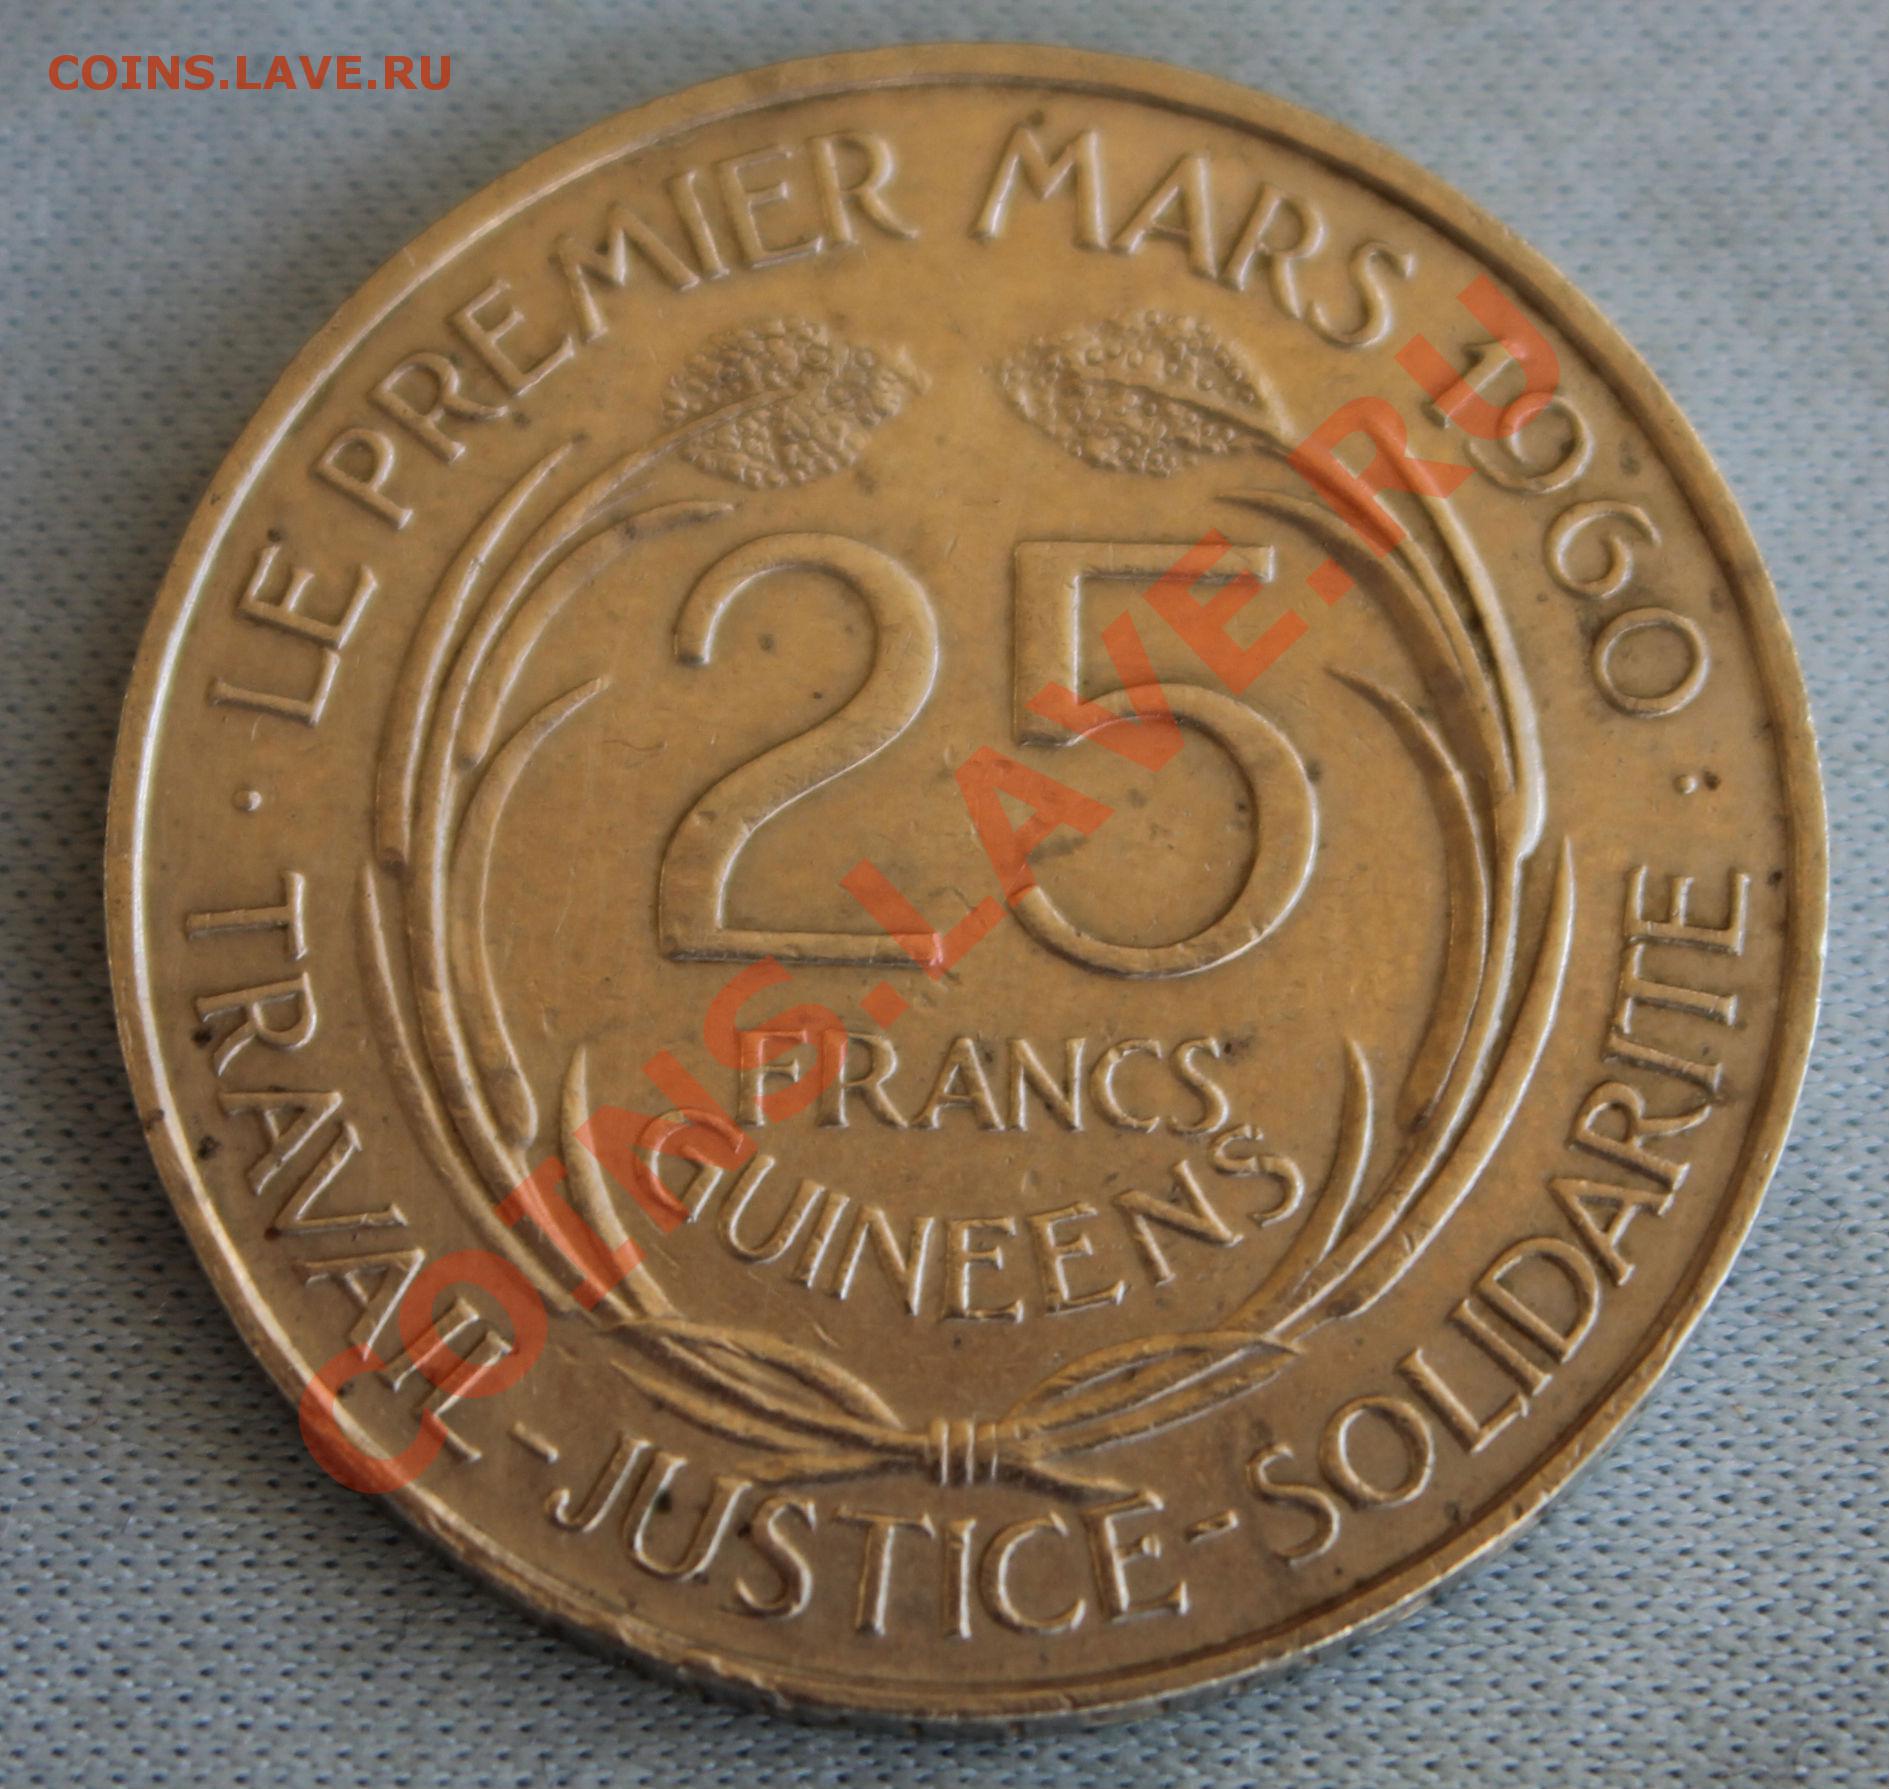 COINS.LAVE.RU
· LE PREMIER MARS 1960 ·
25
FRANCS
GUINEENS
TRAVAIL - JUSTICE - SOLIDARITE
COINS.LAVE.RU